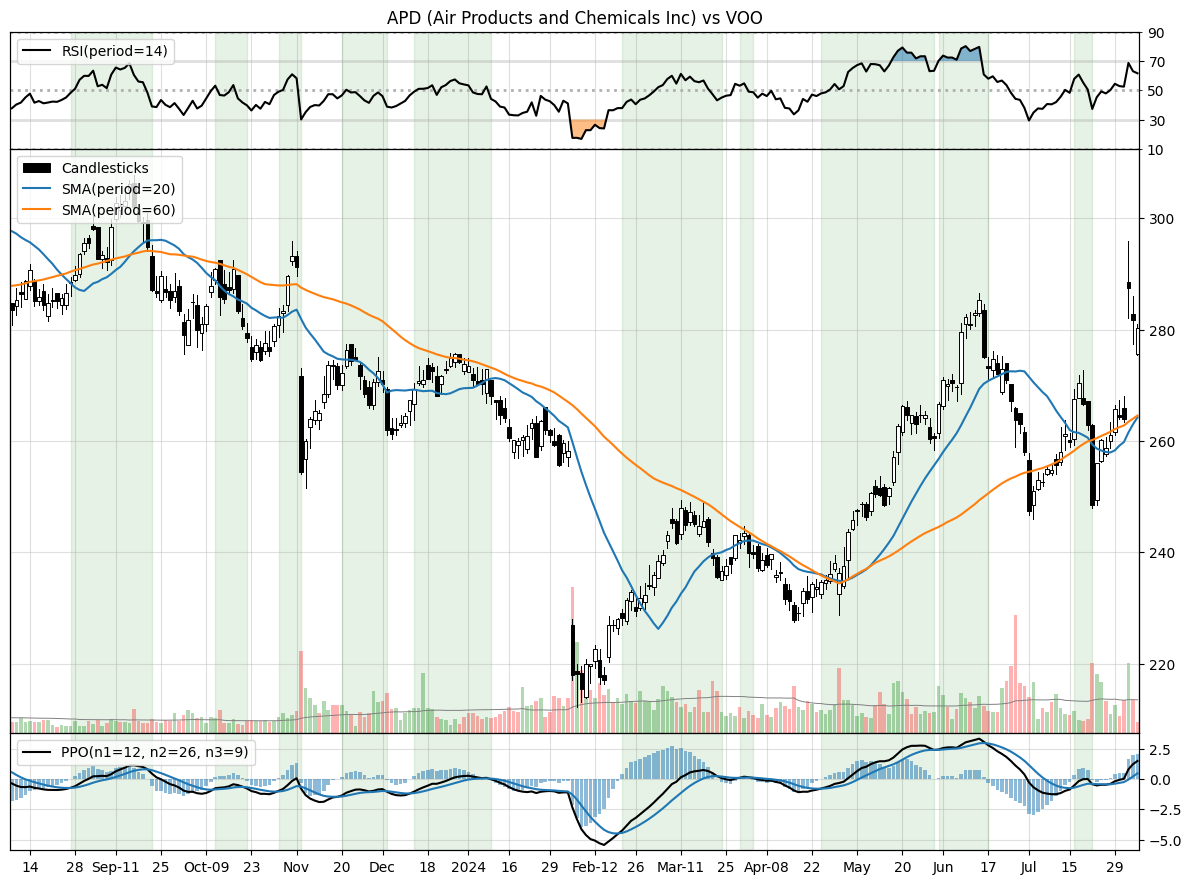 APD (Air Products and Chemicals Inc) vs VOO
RSI(period=14)
90
70
50
30
10
Candlesticks
SMA(period=20)
SMA(period=60)
300
280
260
240
220
PPO(n1=12, n2=26, n3=9)
2.5
0.0
−2.5
−5.0
14 28 Sep-11 25 Oct-09 23 Nov 20 Dec 18 2024 16 29 Feb-12 26 Mar-11 25 Apr-08 22 May 20 Jun 17 Jul 15 29